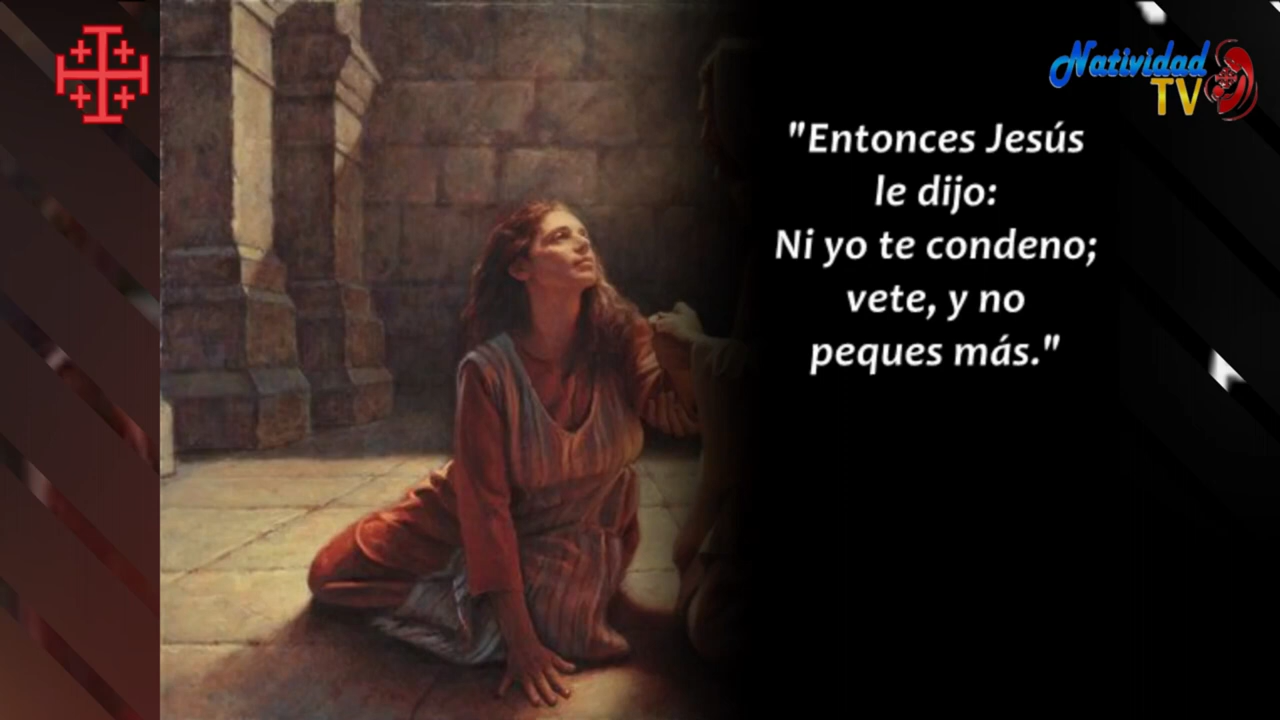 Natividad
TV
"Entonces Jesús
le dijo:
Ni yo te condeno;
vete, y no
peques más."